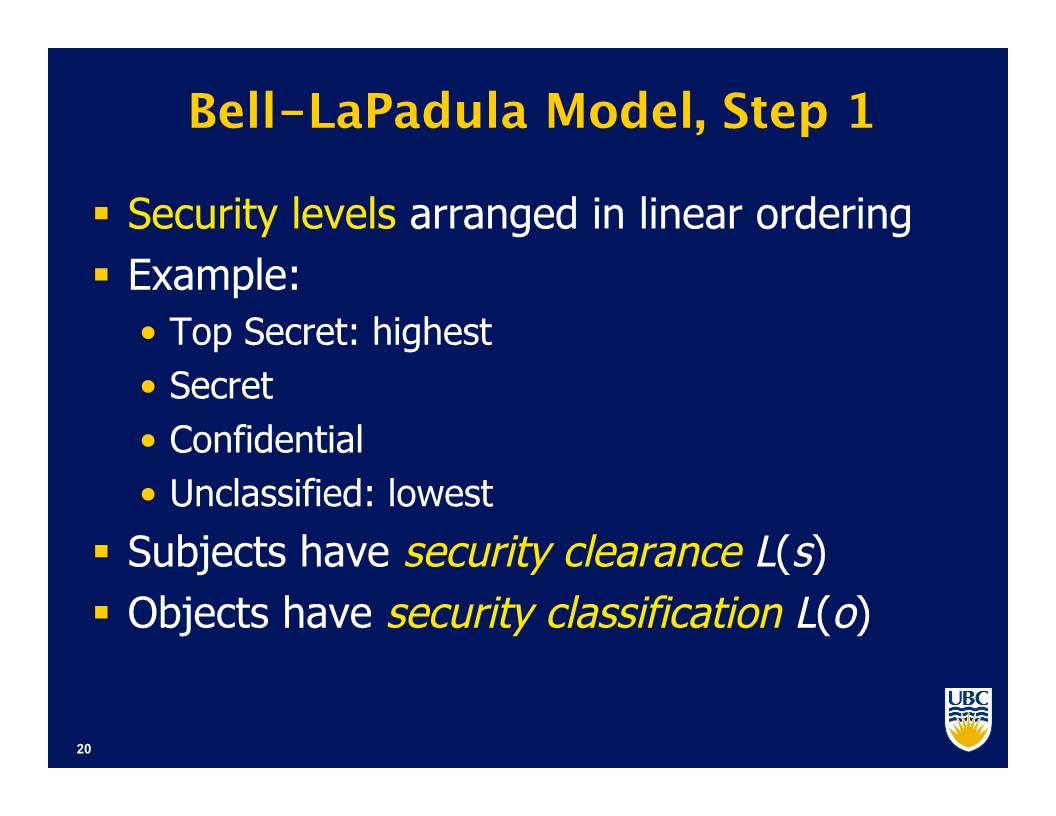 Bell-LaPadula Model, Step 1
▪ Security levels arranged in linear ordering
▪ Example:
• Top Secret: highest
• Secret
• Confidential
• Unclassified: lowest
▪ Subjects have security clearance L(s)
▪ Objects have security classification L(o)
UBC
20